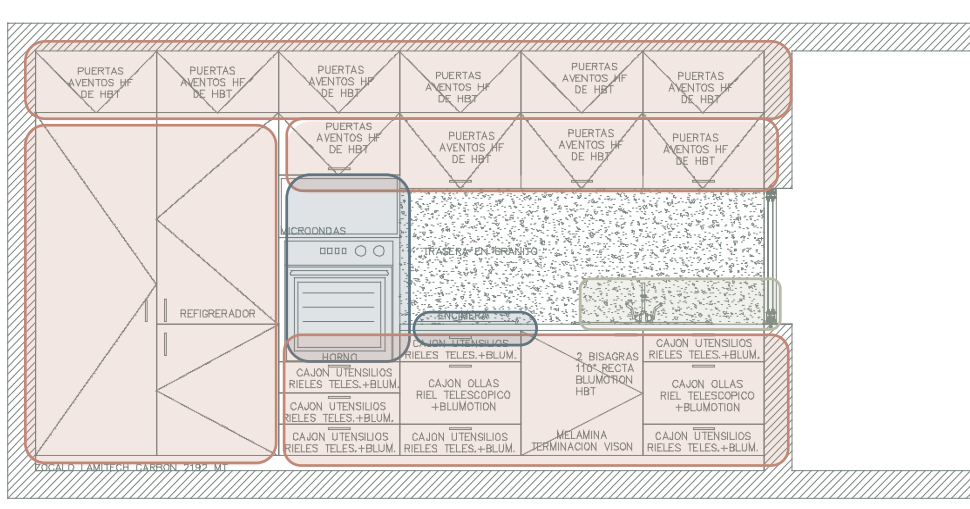 PUERTAS
AVENTOS HF
DE HBT
PUERTAS
AVENTOS HF
DE HBT
PUERTAS
AVENTOS HF
DE HBT
PUERTAS
AVENTOS HF
DE HBT
PUERTAS
AVENTOS HF
DE HBT
PUERTAS
AVENTOS HF
DE HBT
PUERTAS
AVENTOS HF
DE HBT
PUERTAS
AVENTOS HF
DE HBT
PUERTAS
AVENTOS HF
DE HBT
PUERTAS
AVENTOS HF
DE HBT
MICROONDAS
TRASERA EN GRANITO
REFIGRERADOR
ENCIMERA
HORNO
CAJON UTENSILIOS
RIELES TELES.+BLUM.
CAJON UTENSILIOS
RIELES TELES.+BLUM.
CAJON UTENSILIOS
RIELES TELES.+BLUM.
CAJON UTENSILIOS
RIELES TELES.+BLUM.
CAJON OLLAS
RIEL TELESCOPICO
+BLUMOTION
CAJON UTENSILIOS
RIELES TELES.+BLUM.
2 BISAGRAS
110° RECTA
BLUMOTION
HBT
MELAMINA
TERMINACION VISON
CAJON UTENSILIOS
RIELES TELES.+BLUM.
CAJON OLLAS
RIEL TELESCOPICO
+BLUMOTION
CAJON UTENSILIOS
RIELES TELES.+BLUM.
ZOCALO LAMITECH CARBON 2192 MT